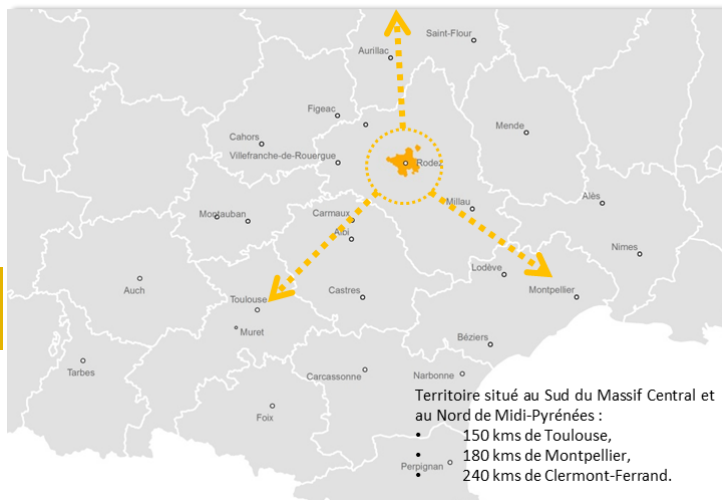 Saint-Flour
Aurillac
Figeac
Mende
Cahors
Villefranche-de-Rouergue
Rodez
Alès
Millau
Montauban
Carmaux
Albi
Nimes
Lodève
Auch
Toulouse
Castres
Montpellier
Muret
Béziers
Tarbes
Carcassonne
Narbonne
Foix
Territoire situé au Sud du Massif Central et
au Nord de Midi-Pyrénées :
• 150 kms de Toulouse,
• 180 kms de Montpellier,
Perpignan
• 240 kms de Clermont-Ferrand.